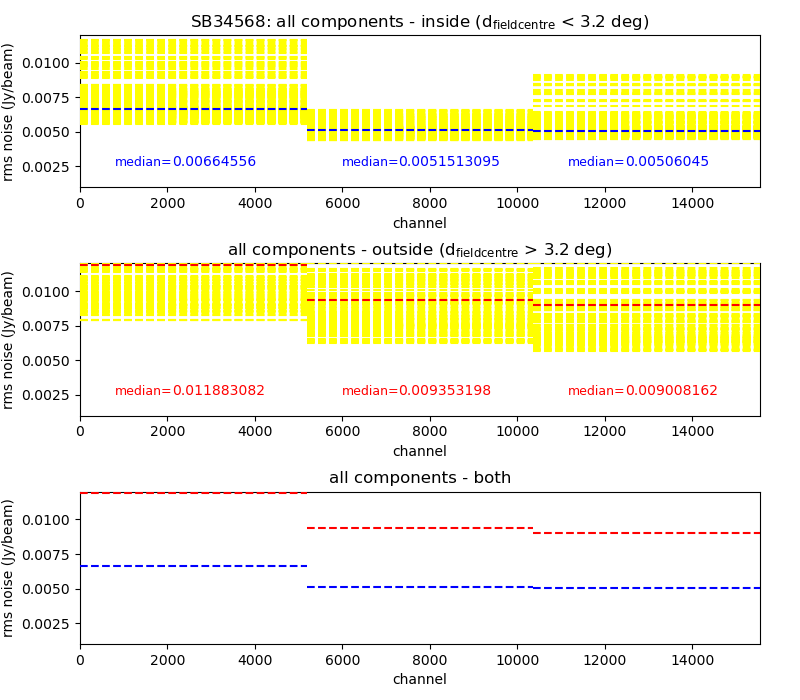 SB34568: all components - inside (dfieldcentre < 3.2 deg)
rms noise (Jy/beam)
0.0100
0.0075
0.0050
0.0025
median=0.00664556 median=0.0051513095 median=0.00506045
0 2000 4000 6000 8000 10000 12000 14000
channel
all components - outside (dfieldcentre > 3.2 deg)
rms noise (Jy/beam)
0.0100
0.0075
0.0050
0.0025
median=0.011883082 median=0.009353198 median=0.009008162
0 2000 4000 6000 8000 10000 12000 14000
channel
all components - both
rms noise (Jy/beam)
0.0100
0.0075
0.0050
0.0025
0 2000 4000 6000 8000 10000 12000 14000
channel